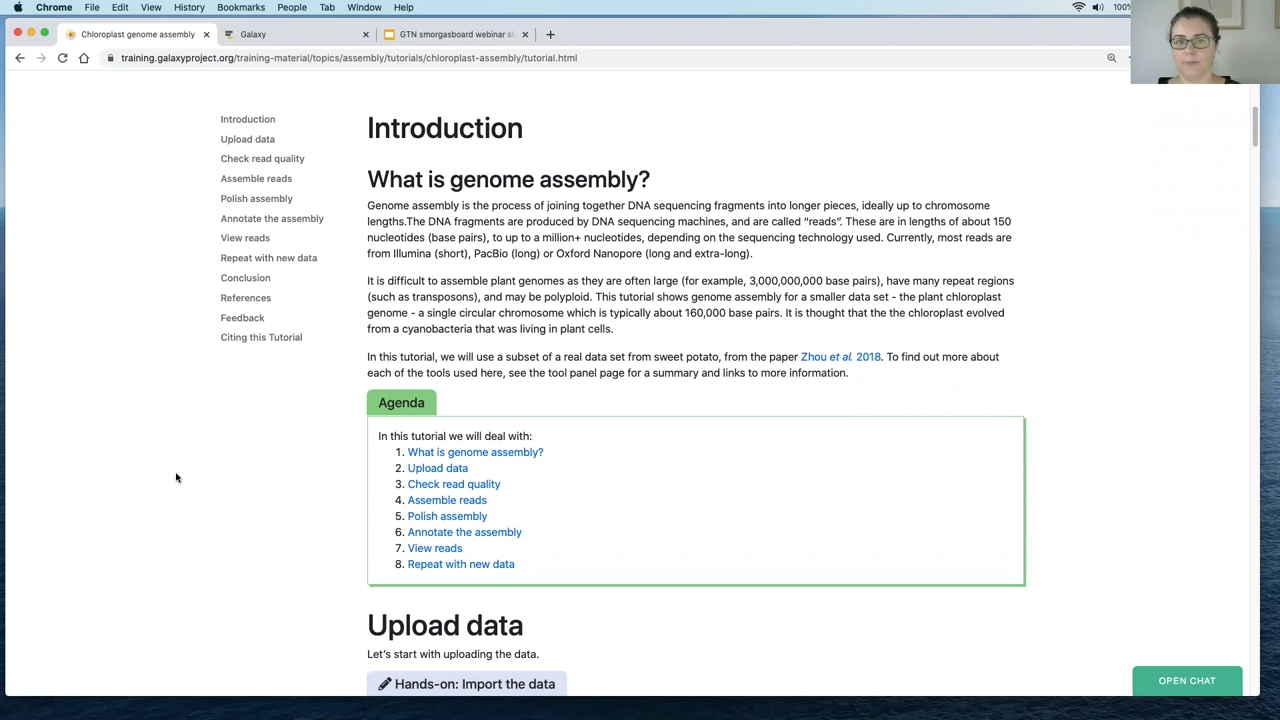 Chrome File Edit View History Bookmarks People Tab Window Help 100%
Chloroplast genome assembly Galaxy GTN smorgasboard webinar
training.galaxyproject.org/training-material/topics/assembly/tutorials/chloroplast-assembly/tutorial.html
Introduction
Upload data
Check read quality
Assemble reads
Polish assembly
Annotate the assembly
View reads
Repeat with new data
Conclusion
References
Feedback
Citing this Tutorial
Introduction
What is genome assembly?
Genome assembly is the process of joining together DNA sequencing fragments into longer pieces, ideally up to chromosome
lengths.The DNA fragments are produced by DNA sequencing machines, and are called “reads”. These are in lengths of about 150
nucleotides (base pairs), to up to a million+ nucleotides, depending on the sequencing technology used. Currently, most reads are
from Illumina (short), PacBio (long) or Oxford Nanopore (long and extra-long).
It is difficult to assemble plant genomes as they are often large (for example, 3,000,000,000 base pairs), have many repeat regions
(such as transposons), and may be polyploid. This tutorial shows genome assembly for a smaller data set - the plant chloroplast
genome - a single circular chromosome which is typically about 160,000 base pairs. It is thought that the the chloroplast evolved
from a cyanobacteria that was living in plant cells.
In this tutorial, we will use a subset of a real data set from sweet potato, from the paper Zhou et al. 2018. To find out more about
each of the tools used here, see the tool panel page for a summary and links to more information.
Agenda
In this tutorial we will deal with:
1. What is genome assembly?
2. Upload data
3. Check read quality
4. Assemble reads
5. Polish assembly
6. Annotate the assembly
7. View reads
8. Repeat with new data
Upload data
Let’s start with uploading the data.
Hands-on: Import the data
OPEN CHAT